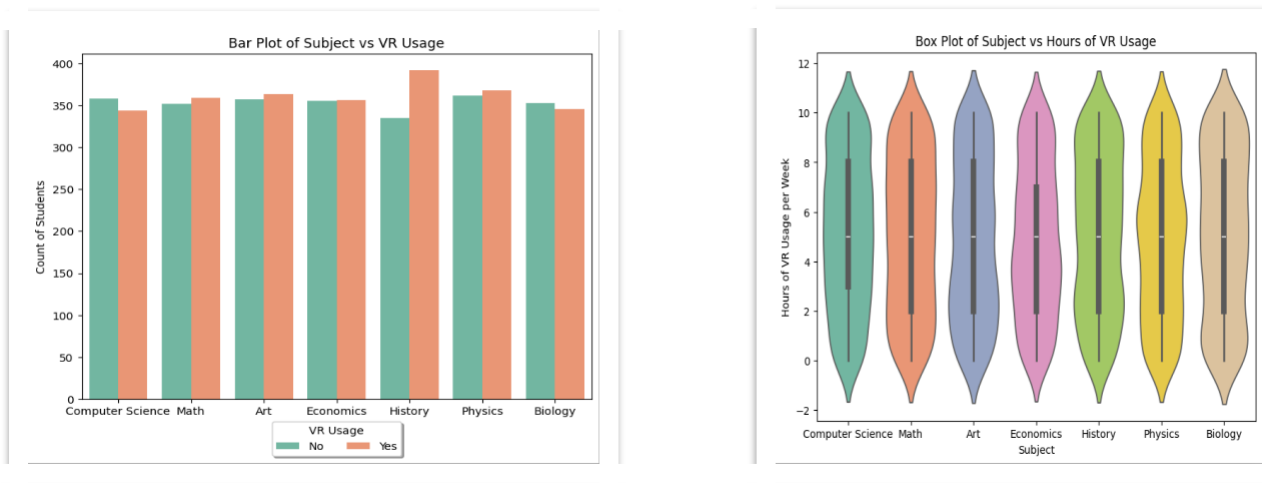 Bar Plot of Subject vs VR Usage
Count of Students
400
350
300
250
200
150
100
50
0
Computer Science Math Art Economics History Physics Biology
VR Usage
No Yes
Box Plot of Subject vs Hours of VR Usage
Hours of VR Usage per Week
12
10
8
6
4
2
0
−2
Computer Science Math Art Economics History Physics Biology
Subject